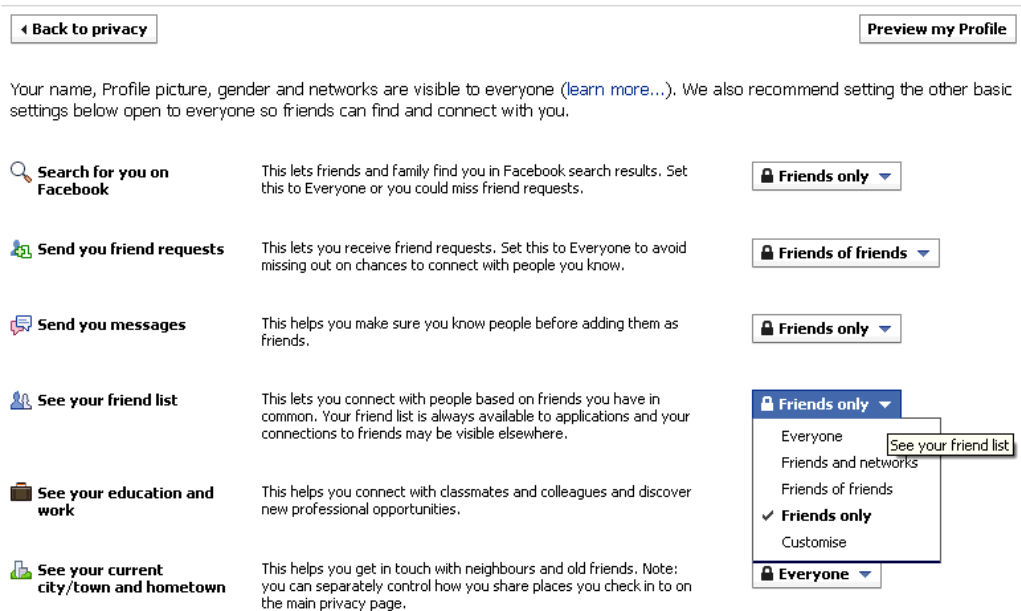 Back to privacy
Preview my Profile
Your name, Profile picture, gender and networks are visible to everyone (learn more...). We also recommend setting the other basic
settings below open to everyone so friends can find and connect with you.
Search for you on
Facebook
This lets friends and family find you in Facebook search results. Set
this to Everyone or you could miss friend requests.
Friends only
Send you friend requests
This lets you receive friend requests. Set this to Everyone to avoid
missing out on chances to connect with people you know.
Friends of friends
Send you messages
This helps you make sure you know people before adding them as
friends.
Friends only
See your friend list
This lets you connect with people based on friends you have in
common. Your friend list is always available to applications and your
connections to friends may be visible elsewhere.
Friends only
Everyone
See your friend list
Friends and networks
Friends of friends
Friends only
Customise
See your education and
work
This helps you connect with classmates and colleagues and discover
new professional opportunities.
See your current
city/town and hometown
This helps you get in touch with neighbours and old friends. Note:
you can separately control how you share places you check in to on
the main privacy page.
Everyone